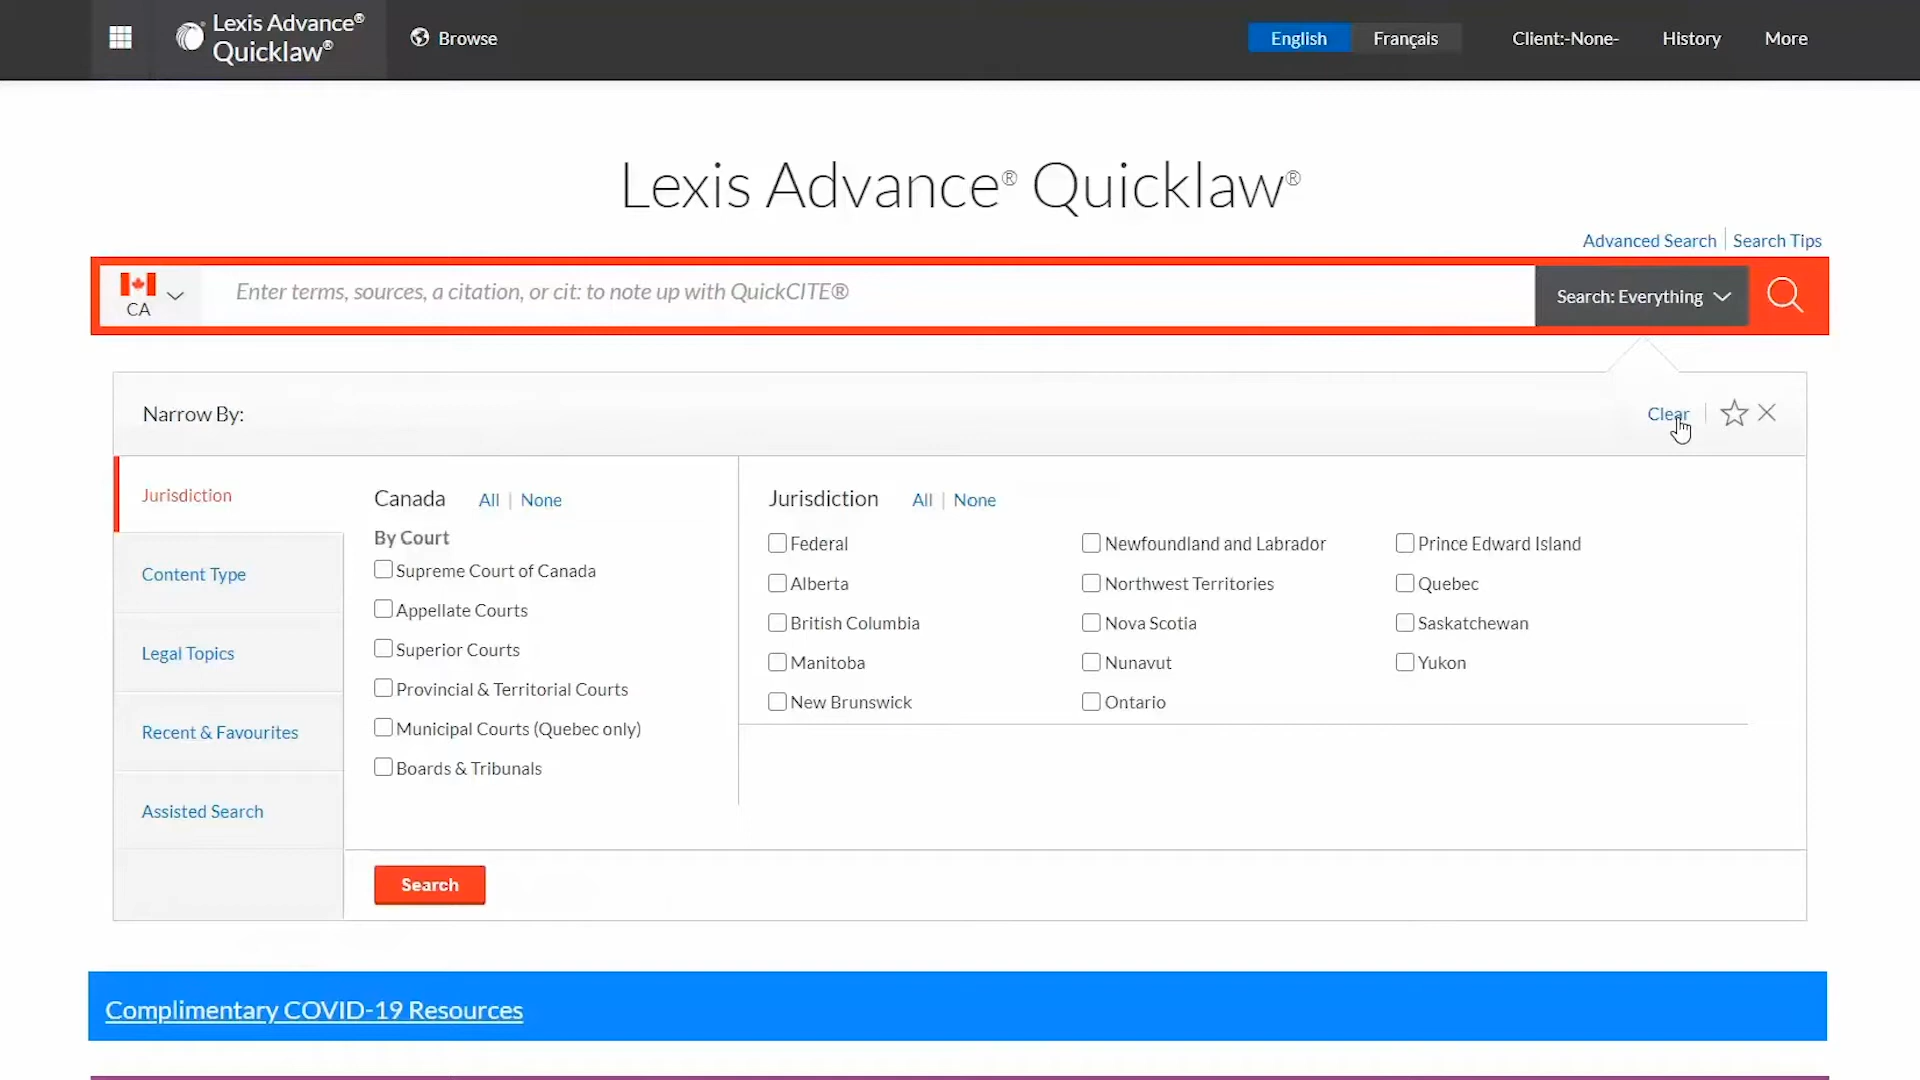 Lexis Advance®
Quicklaw®
Browse
English
Français
Client:-None-
History
More
Lexis Advance® Quicklaw®
Advanced Search
Search Tips
CA
Enter terms, sources, a citation, or cit: to note up with QuickCITE®
Search: Everything
Narrow By:
Clear
Jurisdiction
Content Type
Legal Topics
Recent & Favourites
Assisted Search
Canada All | None
By Court
Supreme Court of Canada
Appellate Courts
Superior Courts
Provincial & Territorial Courts
Municipal Courts (Quebec only)
Boards & Tribunals
Jurisdiction All | None
Federal
Alberta
British Columbia
Manitoba
New Brunswick
Newfoundland and Labrador
Northwest Territories
Nova Scotia
Nunavut
Ontario
Prince Edward Island
Quebec
Saskatchewan
Yukon
Search
Complimentary COVID-19 Resources